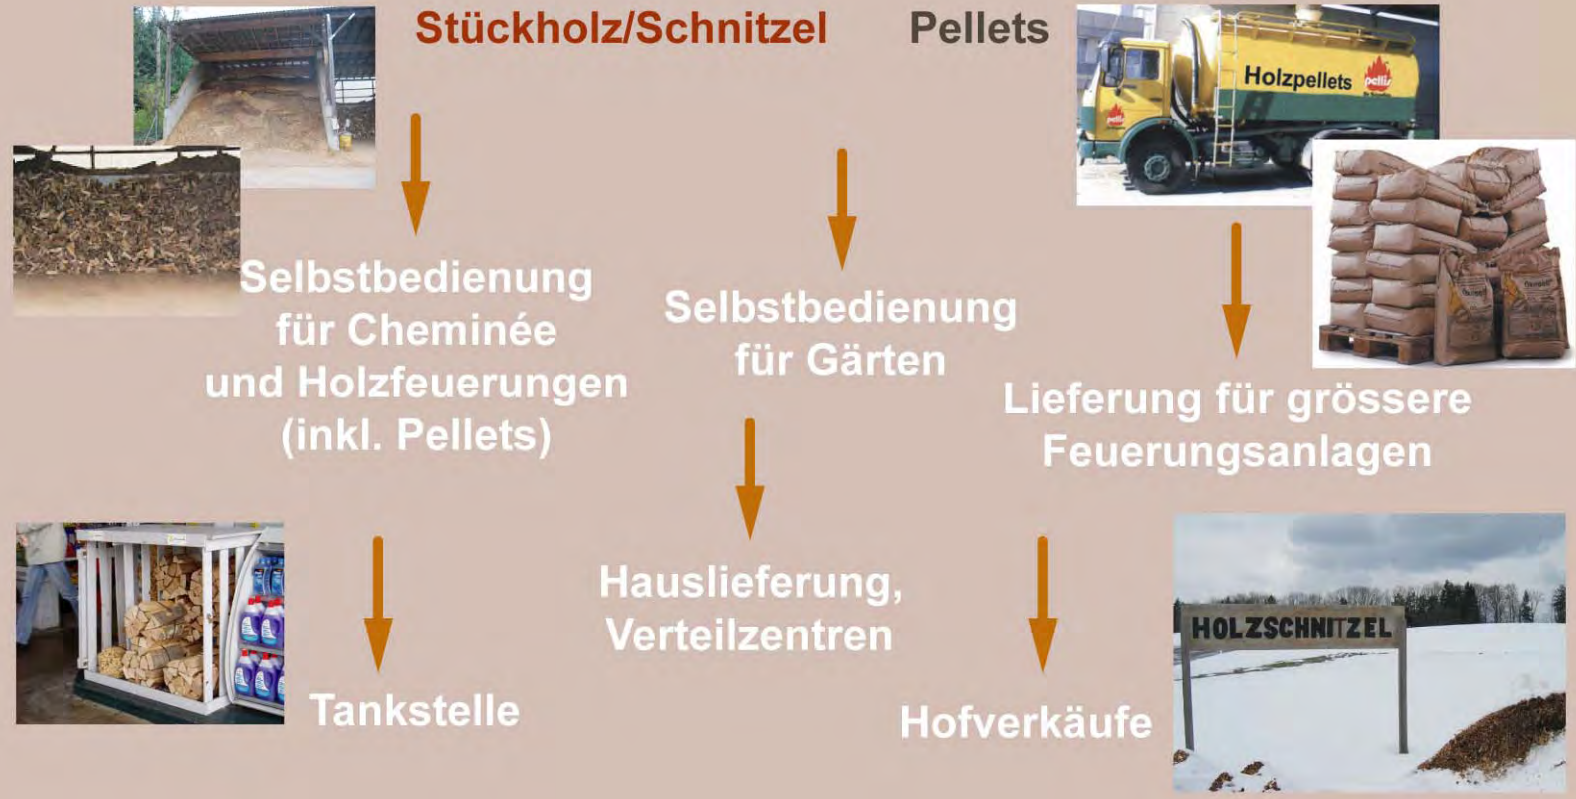 Stückholz/Schnitzel
Pellets
Holzpellets
pellis
Selbstbedienung
für Cheminée
und Holzfeuerungen
(inkl. Pellets)
Selbstbedienung
für Gärten
Lieferung für grössere
Feuerungsanlagen
Hauslieferung,
Verteilzentren
Tankstelle
Hofverkäufe
HOLZSCHNITZEL